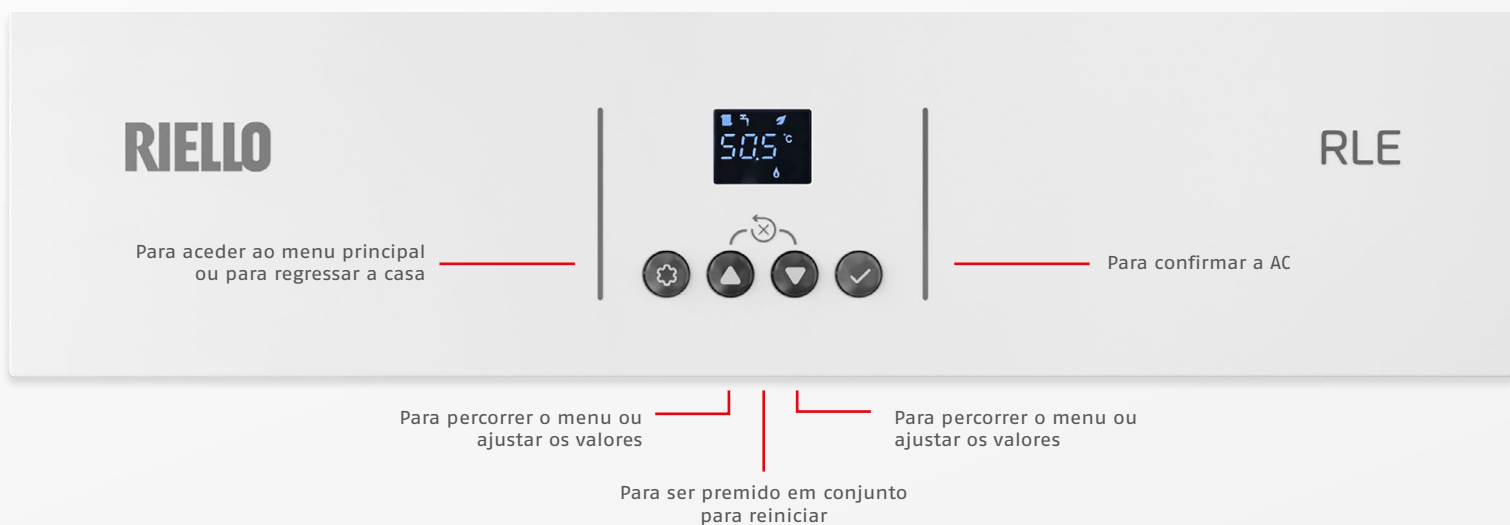 RIELLO
50.5 °C
RLE
Para aceder ao menu principal
ou para regressar a casa
Para confirmar a AC
Para percorrer o menu ou
ajustar os valores
Para percorrer o menu ou
ajustar os valores
Para ser premido em conjunto
para reiniciar